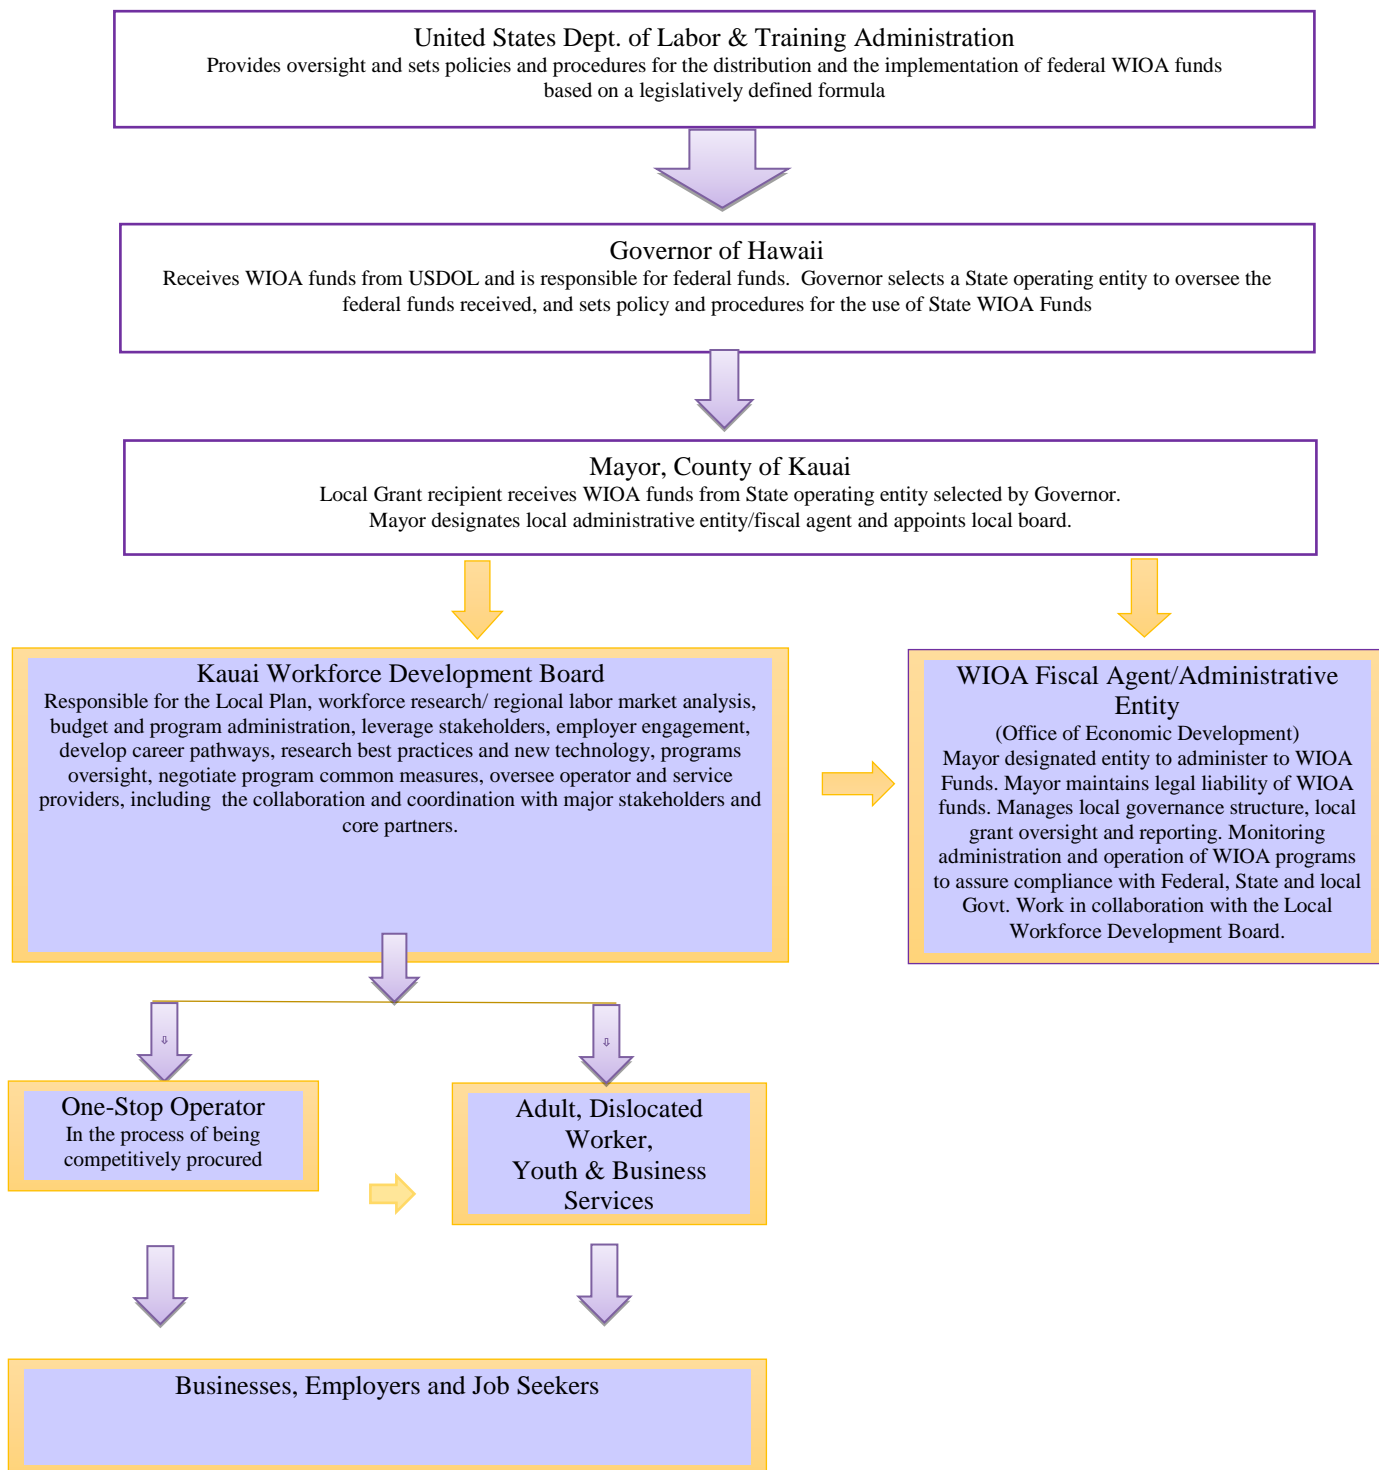 United States Dept. of Labor & Training Administration
Provides oversight and sets policies and procedures for the distribution and the implementation of federal WIOA funds
based on a legislatively defined formula
Governor of Hawaii
Receives WIOA funds from USDOL and is responsible for federal funds.  Governor selects a State operating entity to oversee the
federal funds received, and sets policy and procedures for the use of State WIOA Funds
Mayor, County of Kauai
Local Grant recipient receives WIOA funds from State operating entity selected by Governor.
Mayor designates local administrative entity/fiscal agent and appoints local board.
Kauai Workforce Development Board
Responsible for the Local Plan, workforce research/ regional labor market analysis,
budget and program administration, leverage stakeholders, employer engagement,
develop career pathways, research best practices and new technology, programs
oversight, negotiate program common measures, oversee operator and service
providers, including  the collaboration and coordination with major stakeholders and
core partners.
WIOA Fiscal Agent/Administrative
Entity
(Office of Economic Development)
Mayor designated entity to administer to WIOA
Funds. Mayor maintains legal liability of WIOA
funds. Manages local governance structure, local
grant oversight and reporting. Monitoring
administration and operation of WIOA programs
to assure compliance with Federal, State and local
Govt. Work in collaboration with the Local
Workforce Development Board.
One-Stop Operator
In the process of being
competitively procured
Adult, Dislocated
Worker,
Youth & Business
Services
Businesses, Employers and Job Seekers